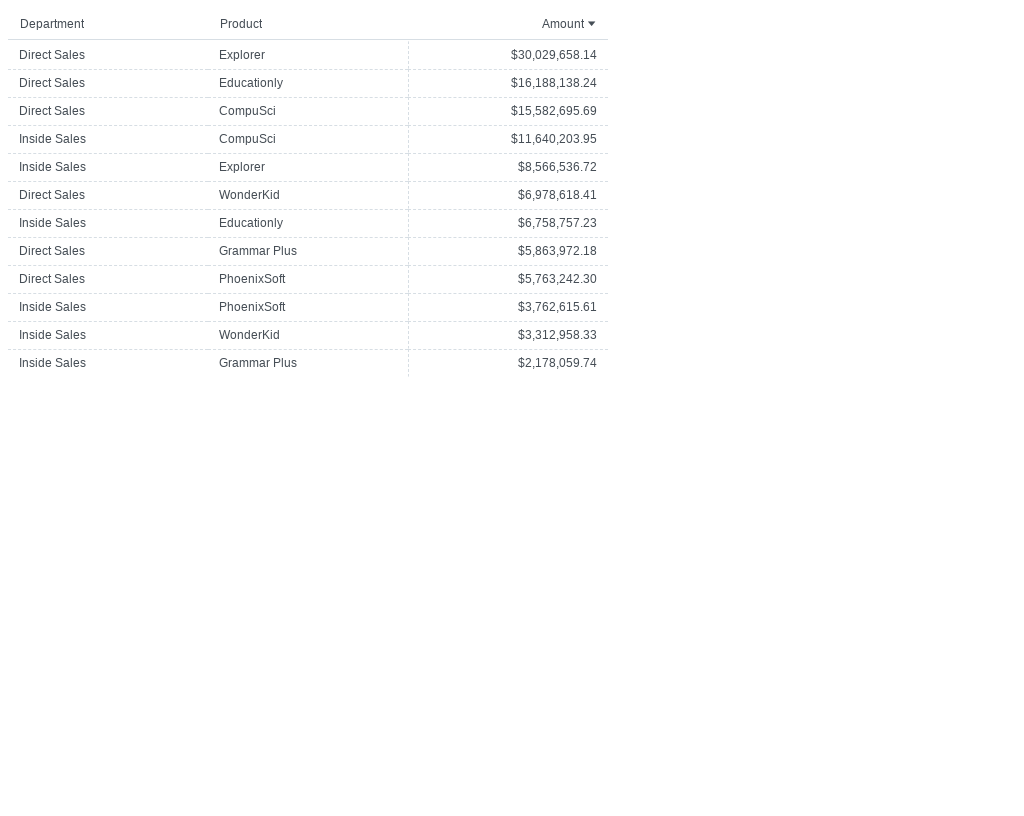 Department Product Amount
Direct Sales Explorer $30,029,658.14
Direct Sales Educationly $16,188,138.24
Direct Sales CompuSci $15,582,695.69
Inside Sales CompuSci $11,640,203.95
Inside Sales Explorer $8,566,536.72
Direct Sales WonderKid $6,978,618.41
Inside Sales Educationly $6,758,757.23
Direct Sales Grammar Plus $5,863,972.18
Direct Sales PhoenixSoft $5,763,242.30
Inside Sales PhoenixSoft $3,762,615.61
Inside Sales WonderKid $3,312,958.33
Inside Sales Grammar Plus $2,178,059.74